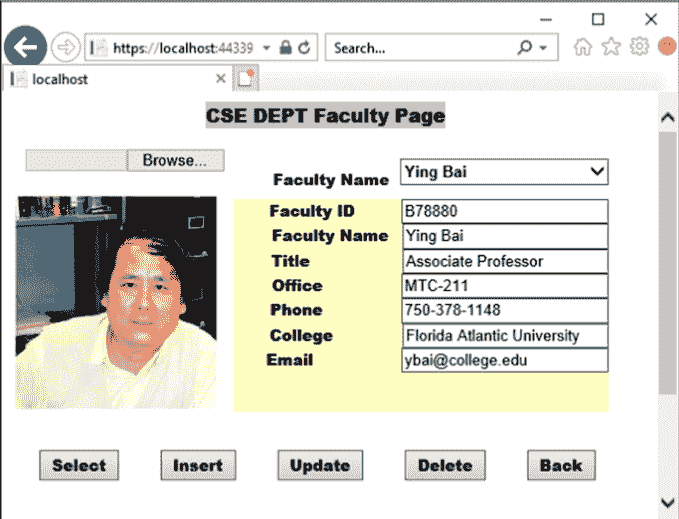 https://localhost:44339
Search...
localhost
CSE DEPT Faculty Page
Browse...
Faculty Name Ying Bai
Faculty ID B78880
Faculty Name Ying Bai
Title Associate Professor
Office MTC-211
Phone 750-378-1148
College Florida Atlantic University
Email ybai@college.edu
Select Insert Update Delete Back